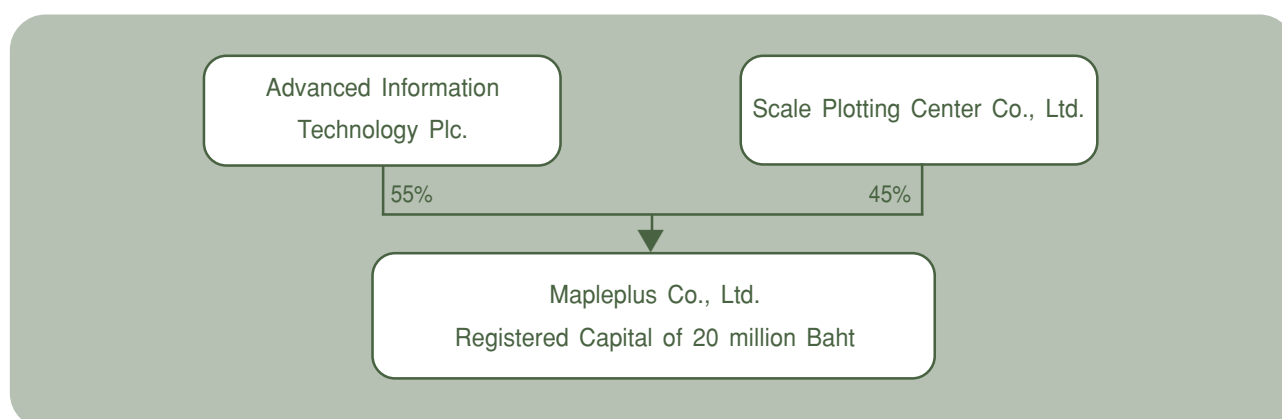 Advanced Information
Technology Plc.
Scale Plotting Center Co., Ltd.
55%
45%
Mapleplus Co., Ltd.
Registered Capital of 20 million Baht